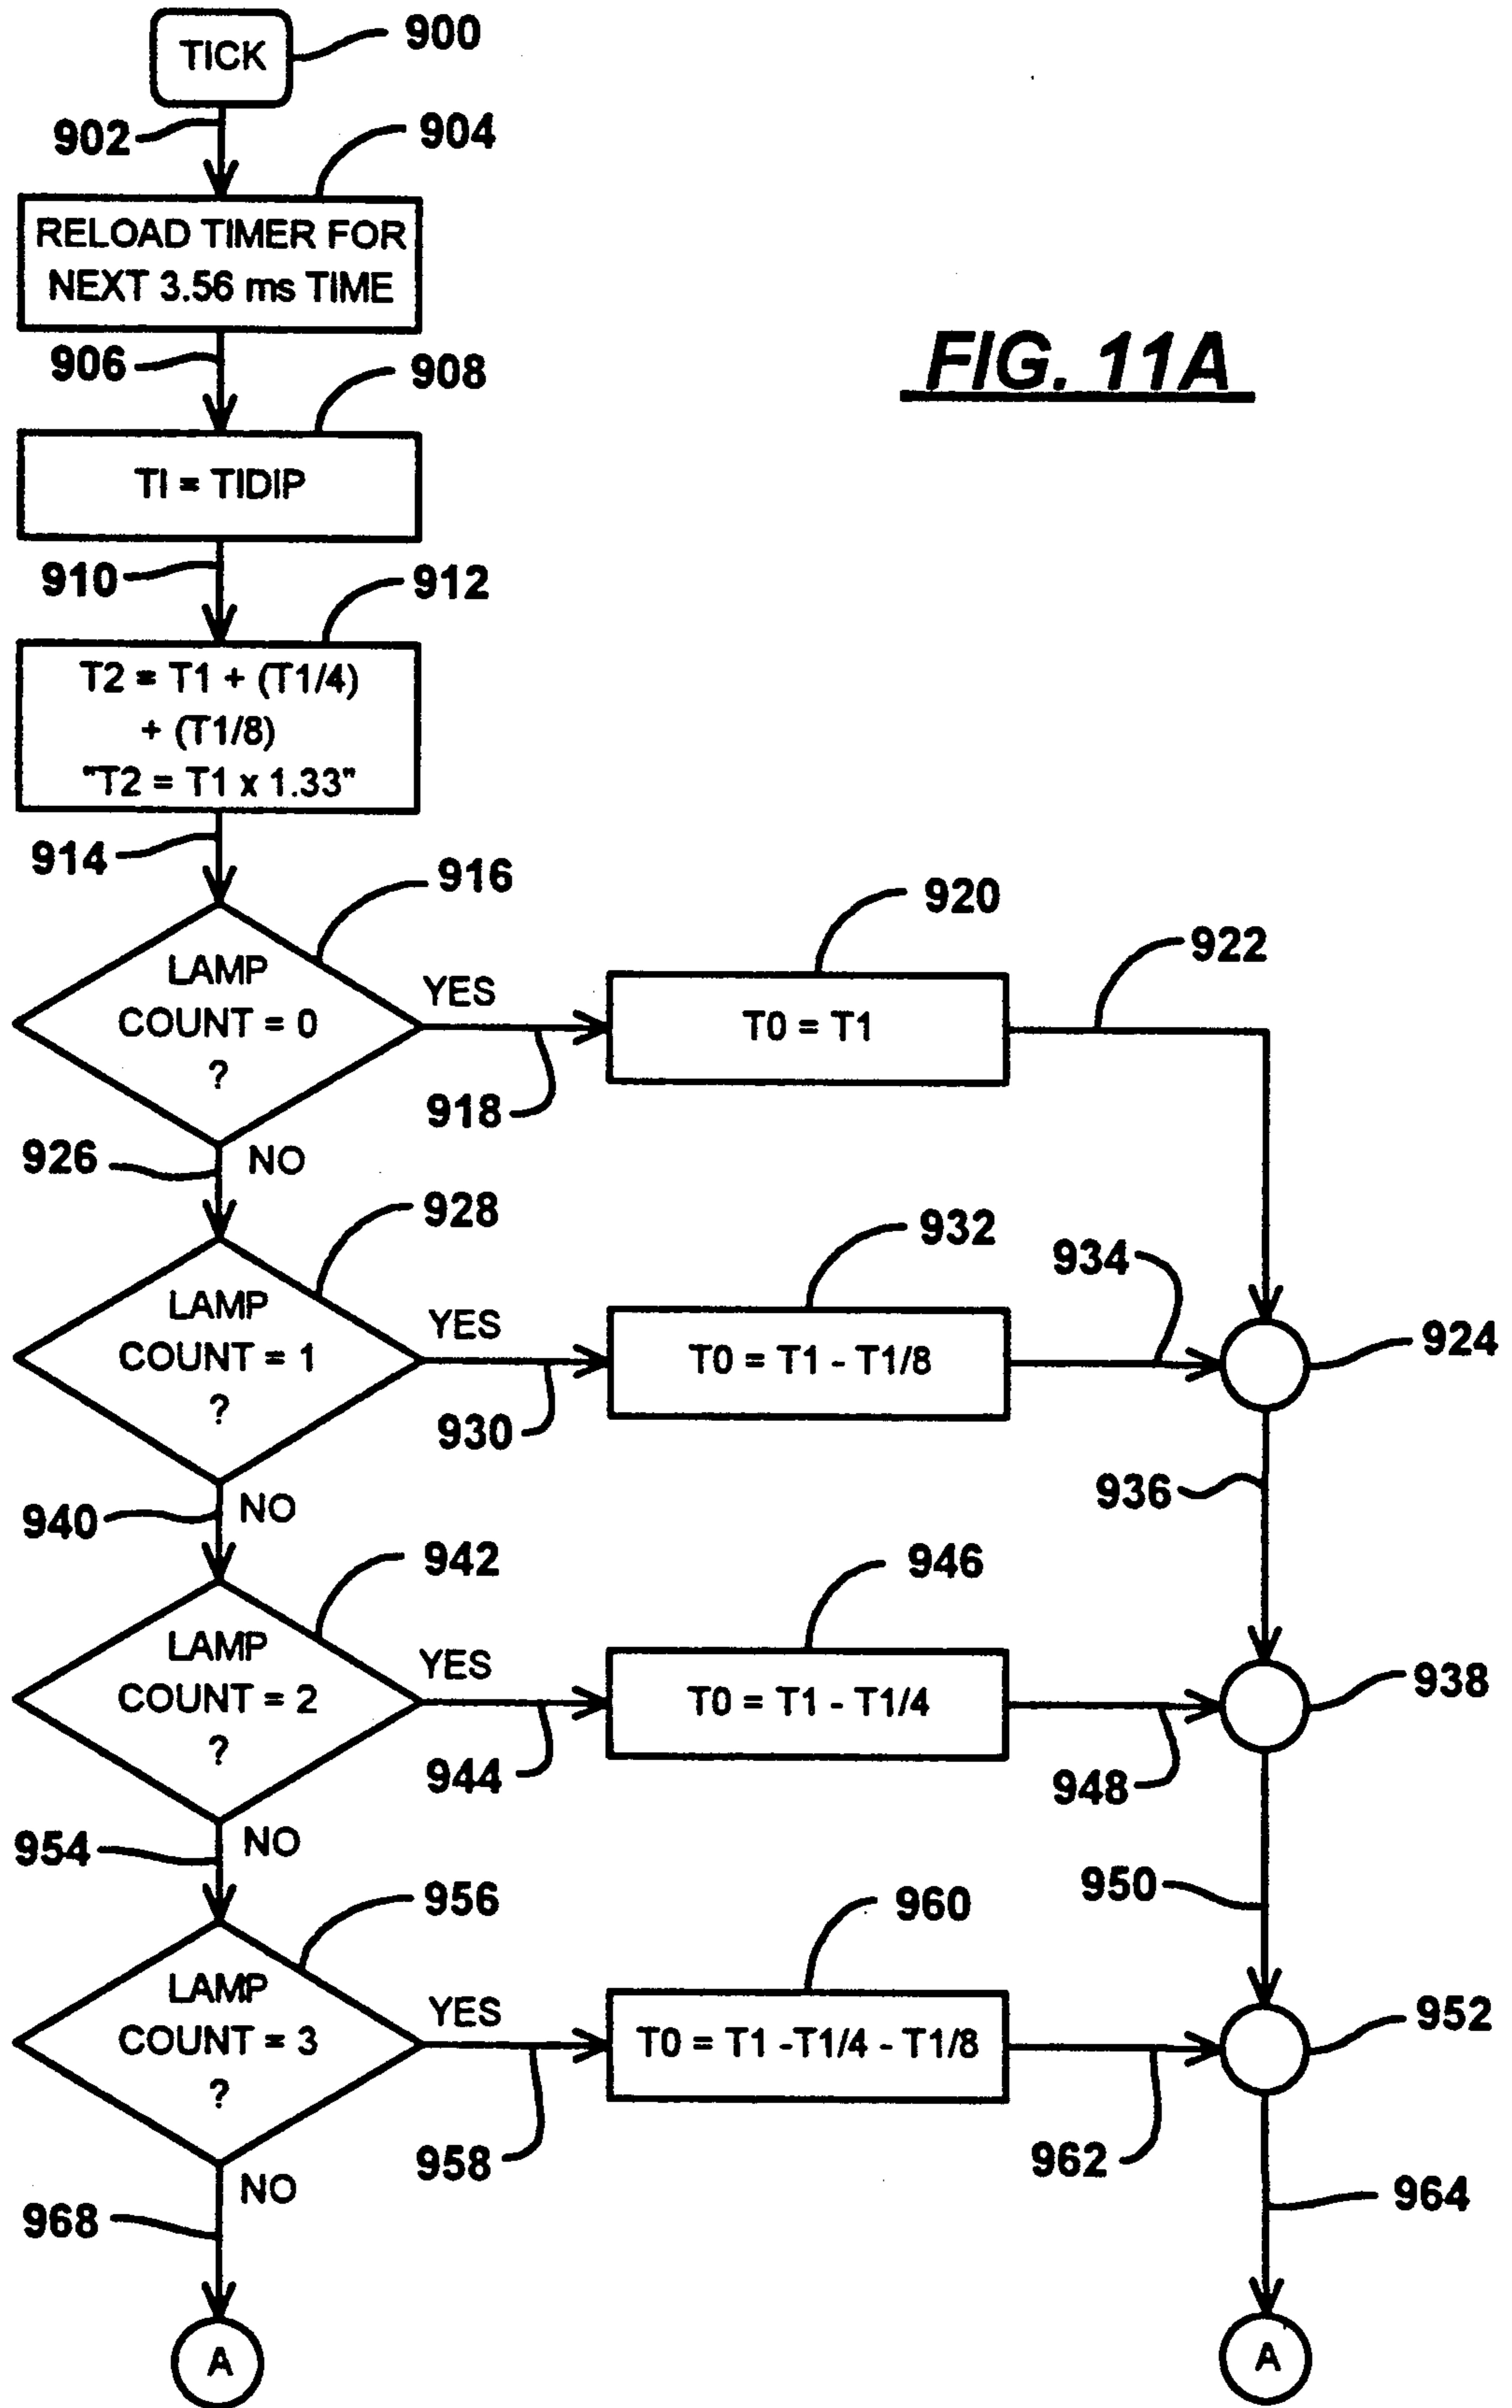 TICK
900
902
904
RELOAD TIMER FOR
NEXT 3.56 ms TIME
FIG. 11A
906
908
TI = TIDIP
910
912
T2 = T1 + (T1/4)
+ (T1/8)
"T2 = T1 x 1.33"
914
916
LAMP
COUNT = 0
?
YES
918
920
T0 = T1
922
926
NO
928
LAMP
COUNT = 1
?
YES
930
932
T0 = T1 - T1/8
934
924
936
940
NO
942
LAMP
COUNT = 2
?
YES
944
946
T0 = T1 - T1/4
948
938
950
954
NO
956
LAMP
COUNT = 3
?
YES
958
960
T0 = T1 -T1/4 - T1/8
962
952
964
968
NO
A
A